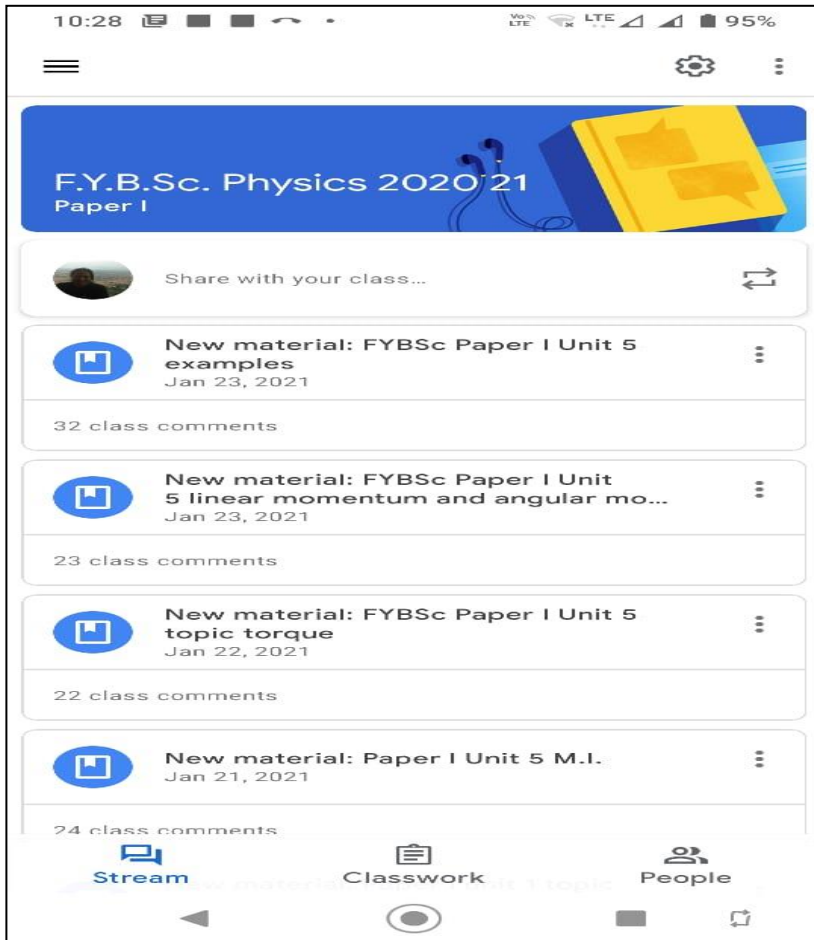 10:28
VoLTE LTE 95%
F.Y.B.Sc. Physics 2020 21
Paper I
Share with your class...
New material: FYBSc Paper I Unit 5
examples
Jan 23, 2021
32 class comments
New material: FYBSc Paper I Unit
5 linear momentum and angular mo...
Jan 23, 2021
23 class comments
New material: FYBSc Paper I Unit 5
topic torque
Jan 22, 2021
22 class comments
New material: Paper I Unit 5 M.I.
Jan 21, 2021
24 class comments
Stream Classwork People